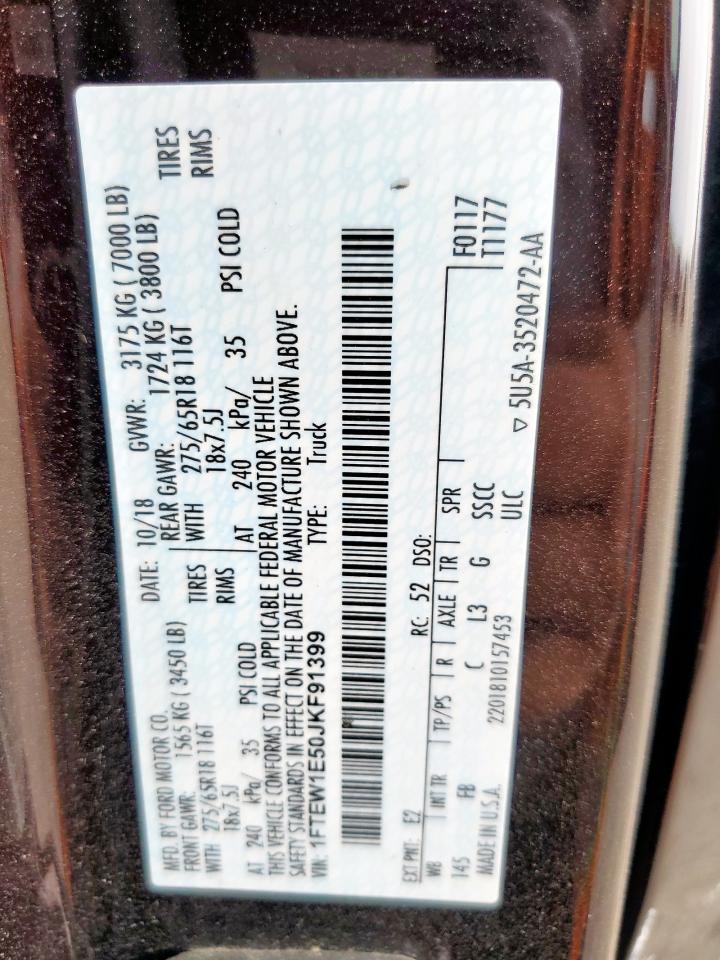 MFD. BY FORD MOTOR CO. DATE: 10/18 GVWR: 3175 KG ( 7000 LB)
FRONT GAWR: 1565 KG ( 3450 LB) REAR GAWR: 1724 KG ( 3800 LB)
WITH 275/65R18 116T TIRES WITH 275/65R18 116T TIRES
18x7.5J RIMS 18x7.5J RIMS
AT 240 kPa/ 35 PSI COLD AT 240 kPa/ 35 PSI COLD
THIS VEHICLE CONFORMS TO ALL APPLICABLE FEDERAL MOTOR VEHICLE
SAFETY STANDARDS IN EFFECT ON THE DATE OF MANUFACTURE SHOWN ABOVE.
VIN: 1FTEW1E50JKF91399 TYPE: Truck
EXT PNT: E2 RC: 52 DSO:
WB INT TR TP/PS R AXLE TR SPR F0117
145 FB C L3 G SSCC T1177
MADE IN U.S.A. 2201810157453 ULC ▽ 5U5A-3520472-AA